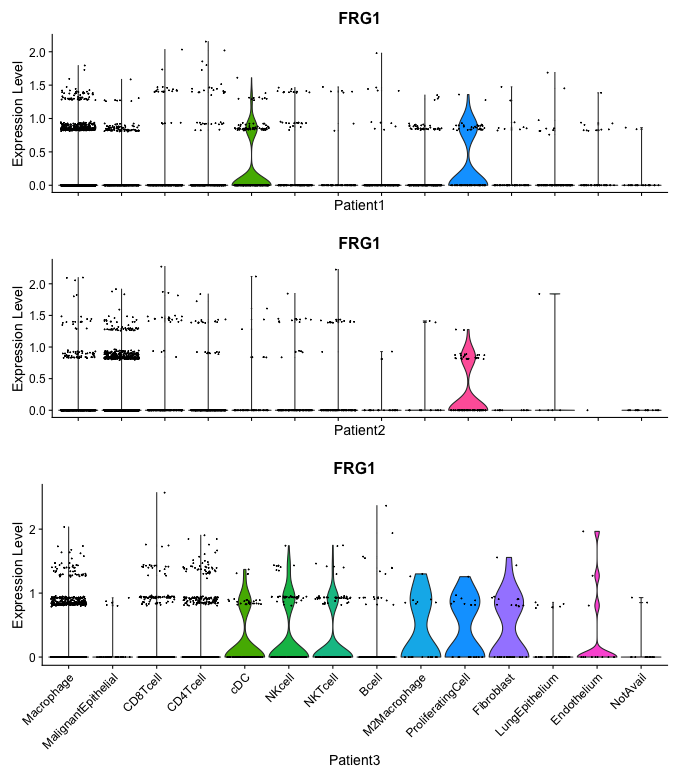 FRG1
Expression Level
2.0
1.5
1.0
0.5
0.0
Patient1
FRG1
Expression Level
2.0
1.5
1.0
0.5
0.0
Patient2
FRG1
Expression Level
2
1
0
Macrophage
MalignantEpithelial
CD8Tcell
CD4Tcell
cDC
NKcell
NKTcell
Bcell
M2Macrophage
ProliferatingCell
Fibroblast
LungEpithelium
Endothelium
NotAvail
Patient3